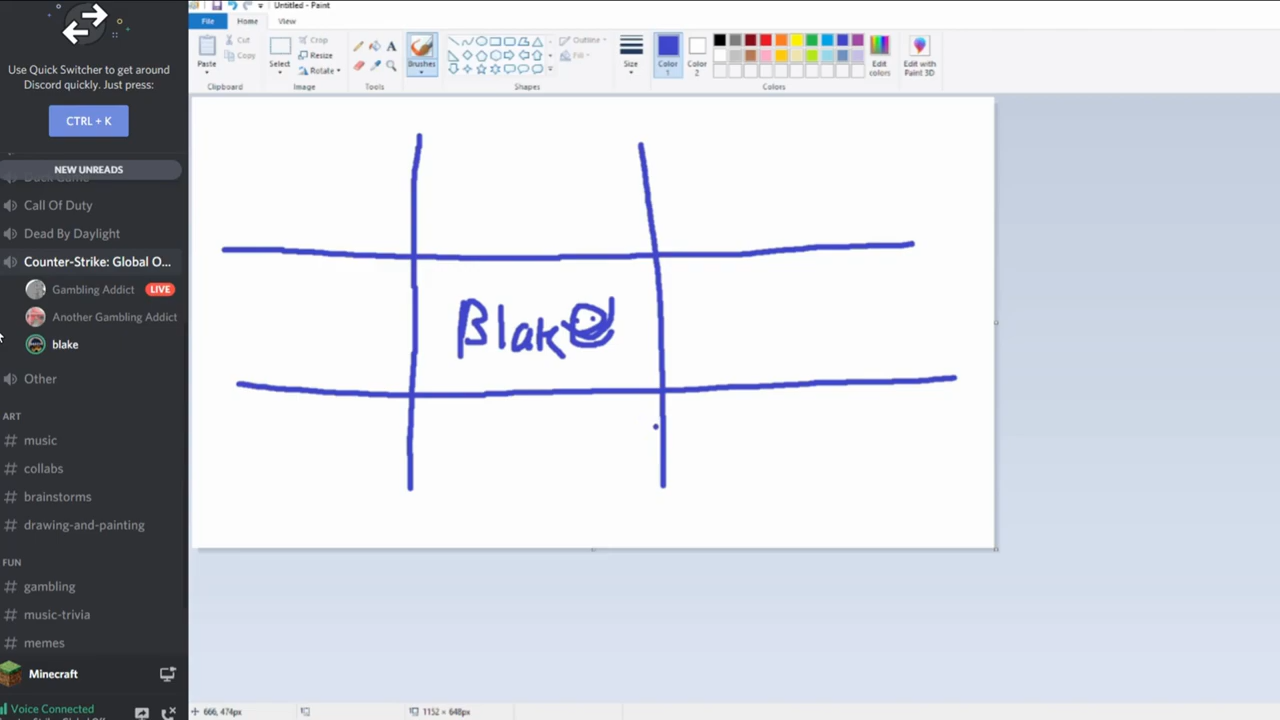 Untitled - Paint
File
Home
View
Paste
Cut
Copy
Clipboard
Select
Crop
Resize
Rotate
Image
Tools
Brushes
Shapes
Outline
Fill
Size
Color 1
Color 2
Colors
Edit colors
Edit with Paint 3D
Use Quick Switcher to get around
Discord quickly. Just press:
CTRL + K
NEW UNREADS
Call Of Duty
Dead By Daylight
Counter-Strike: Global O...
Gambling Addict
LIVE
Another Gambling Addict
blake
Other
ART
# music
# collabs
# brainstorms
# drawing-and-painting
FUN
# gambling
# music-trivia
# memes
Minecraft
Voice Connected
Blake
666, 474px
1152 × 648px